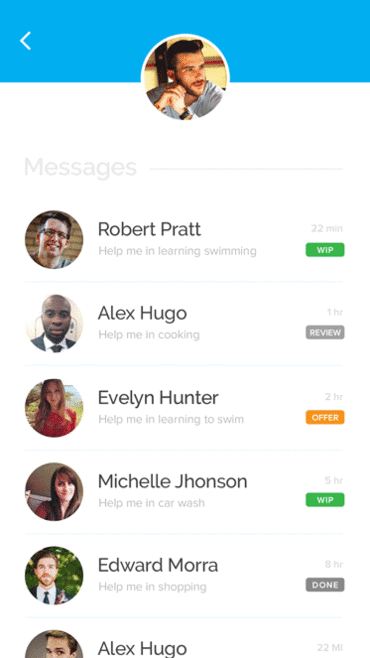 Messages
Robert Pratt
22 min
Help me in learning swimming
WIP
Alex Hugo
1 hr
Help me in cooking
REVIEW
Evelyn Hunter
2 hr
Help me in learning to swim
OFFER
Michelle Jhonson
5 hr
Help me in car wash
WIP
Edward Morra
8 hr
Help me in shopping
DONE
Alex Hugo
22 MI